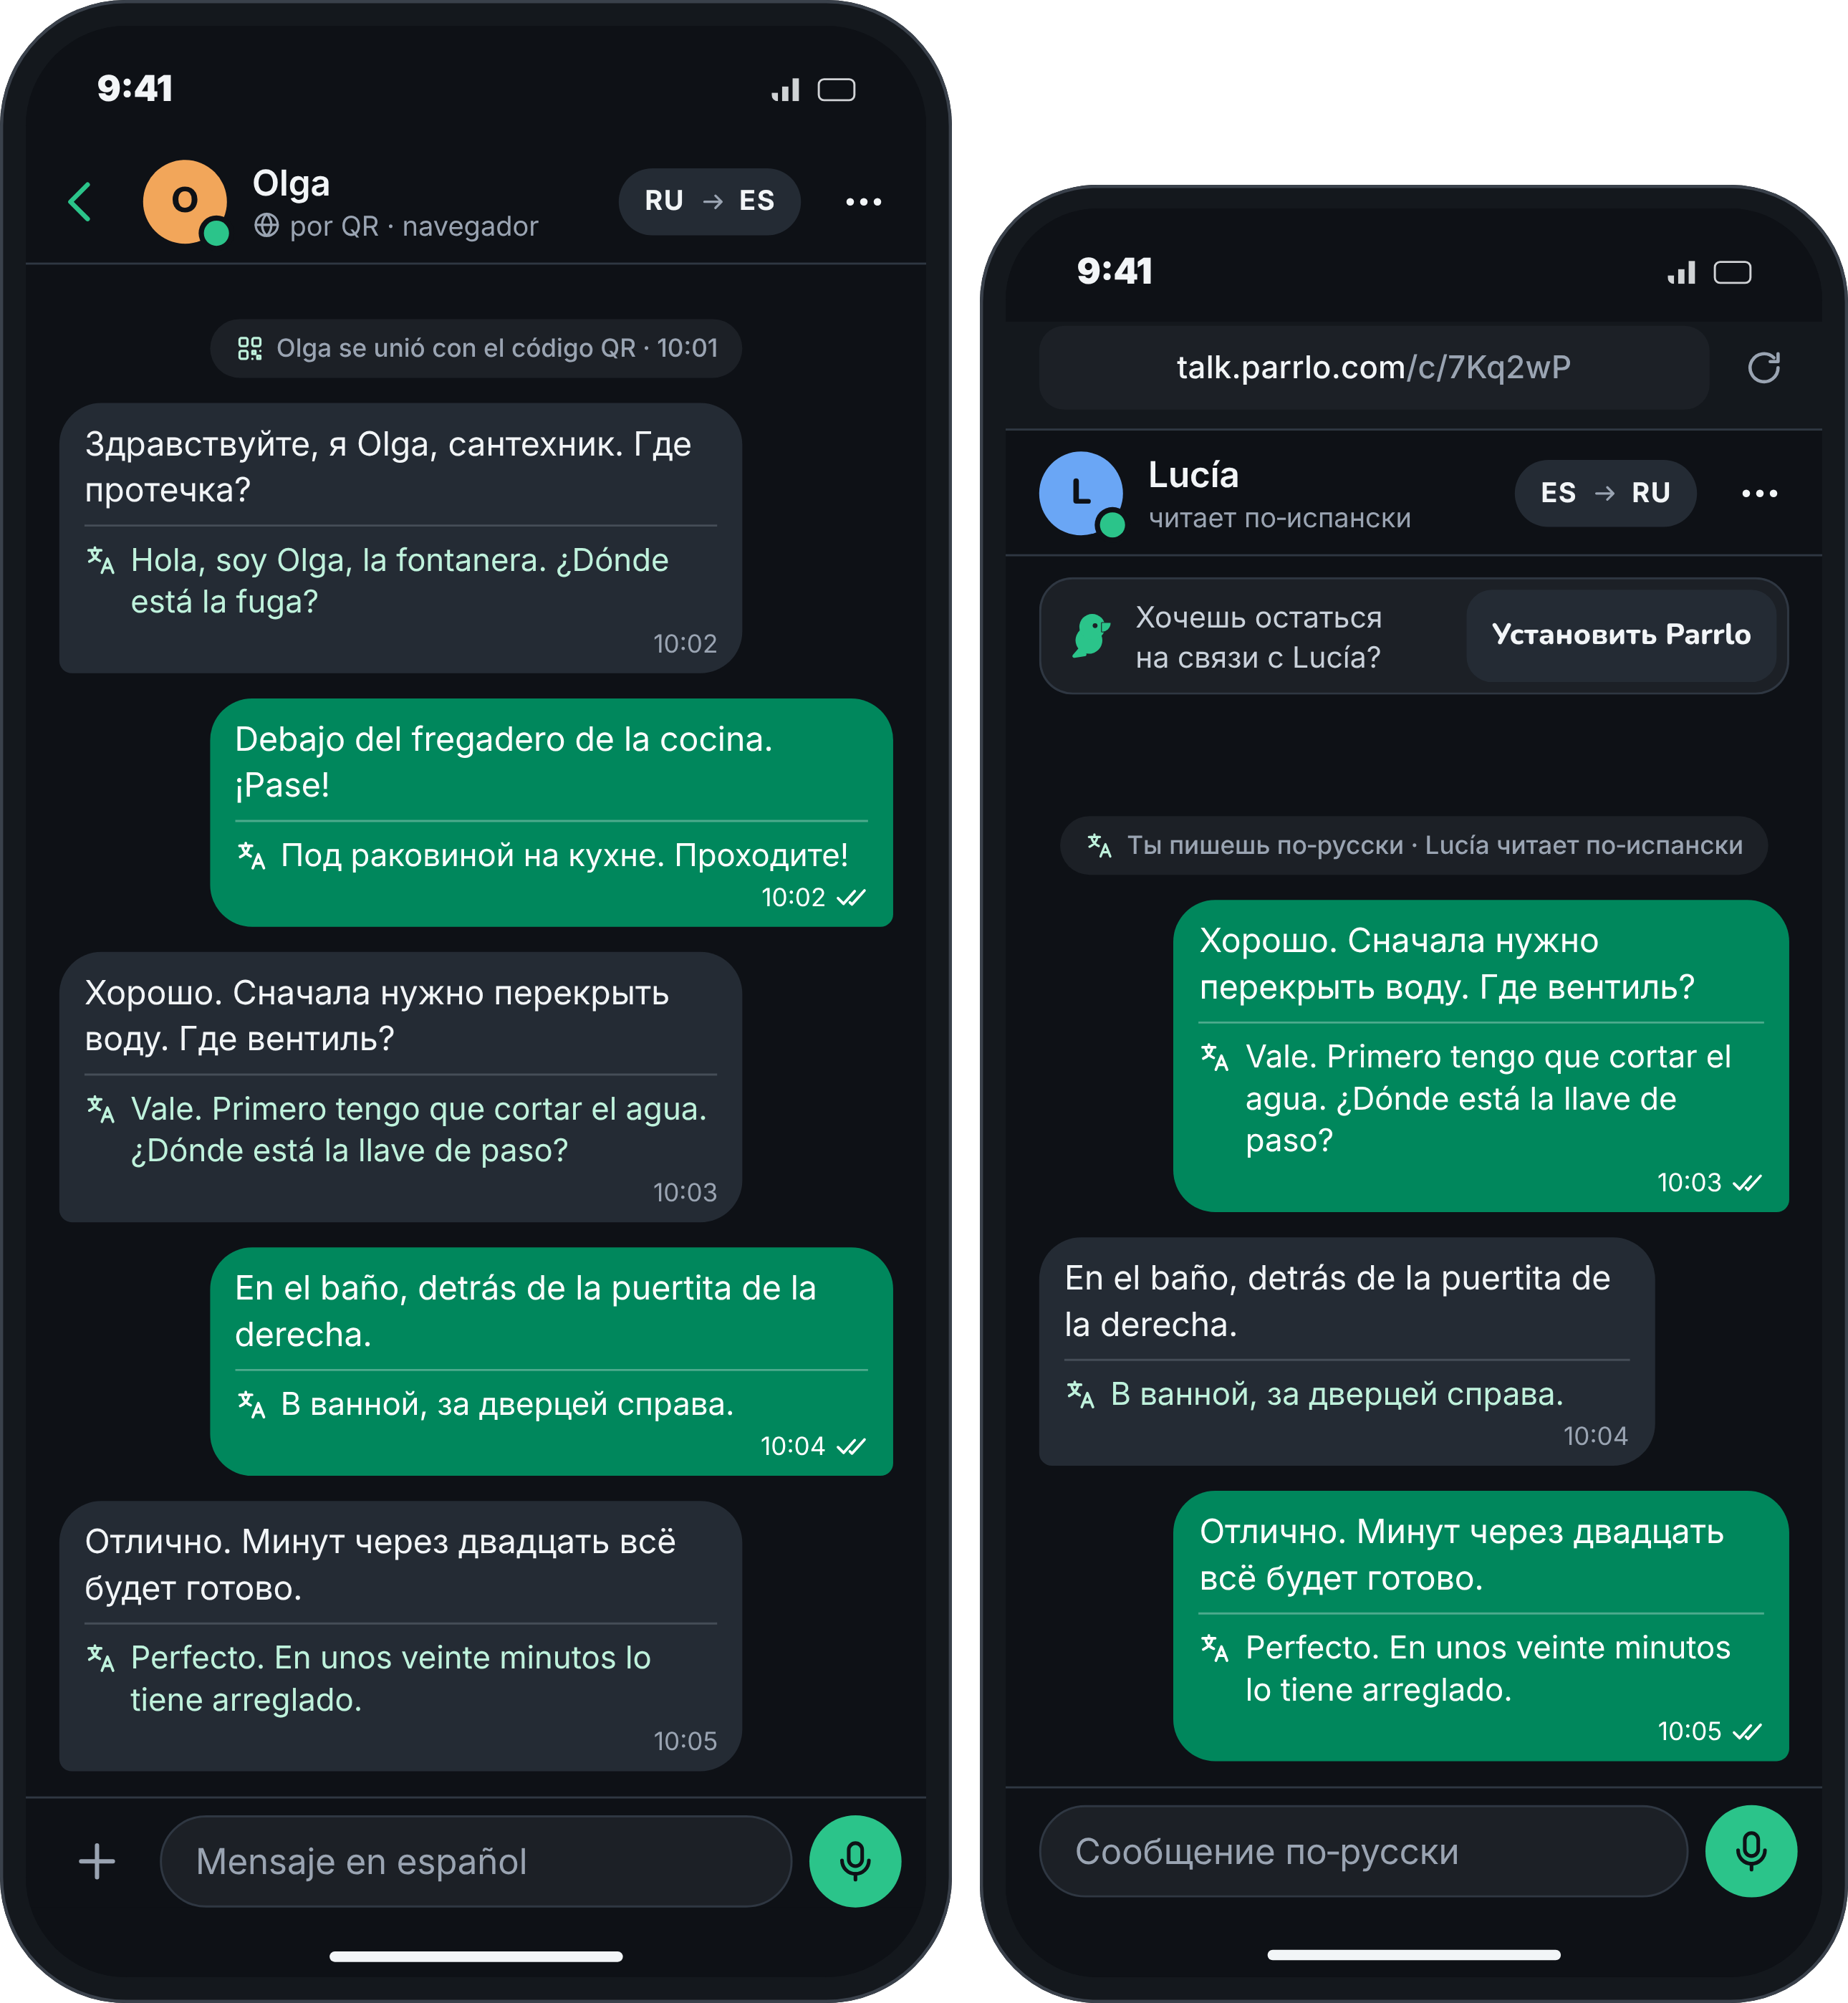 9:41
O
Olga
por QR · navegador
RU → ES
Olga se unió con el código QR · 10:01
Здравствуйте, я Olga, сантехник. Где
протечка?
Hola, soy Olga, la fontanera. ¿Dónde
está la fuga?
10:02
Debajo del fregadero de la cocina.
¡Pase!
Под раковиной на кухне. Проходите!
10:02
Хорошо. Сначала нужно перекрыть
воду. Где вентиль?
Vale. Primero tengo que cortar el agua.
¿Dónde está la llave de paso?
10:03
En el baño, detrás de la puertita de la
derecha.
В ванной, за дверцей справа.
10:04
Отлично. Минут через двадцать всё
будет готово.
Perfecto. En unos veinte minutos lo
tiene arreglado.
10:05
Mensaje en español
9:41
talk.parrlo.com/c/7Kq2wP
L
Lucía
читает по-испански
ES → RU
Хочешь остаться
на связи с Lucía?
Установить Parrlo
Ты пишешь по-русски · Lucía читает по-испански
Хорошо. Сначала нужно
перекрыть воду. Где вентиль?
Vale. Primero tengo que cortar el
agua. ¿Dónde está la llave de
paso?
10:03
En el baño, detrás de la puertita de
la derecha.
В ванной, за дверцей справа.
10:04
Отлично. Минут через двадцать
всё будет готово.
Perfecto. En unos veinte minutos
lo tiene arreglado.
10:05
Сообщение по-русски